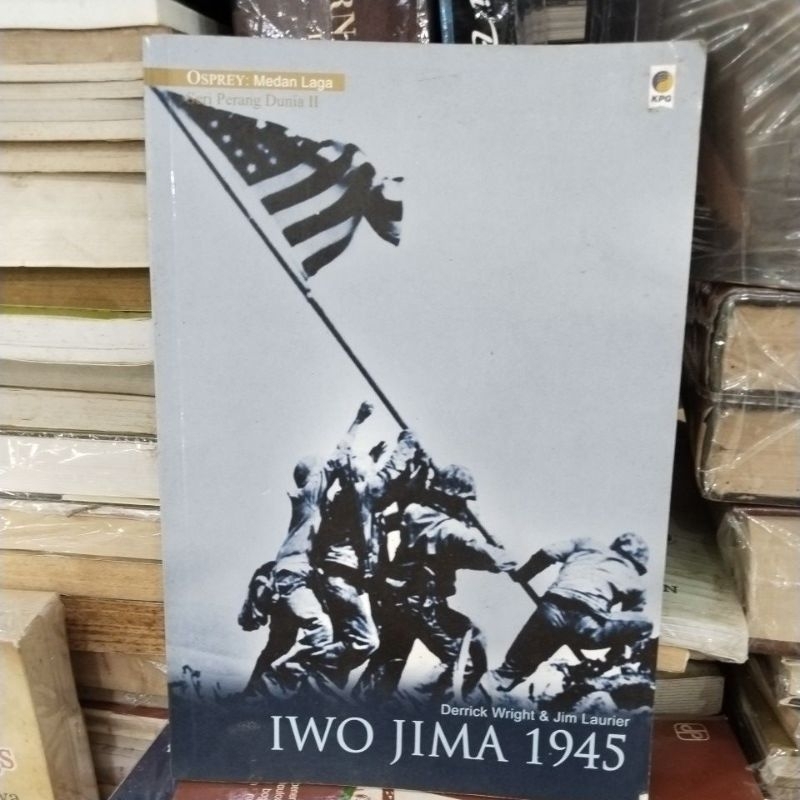 OSPREY: Medan Laga
Seri Perang Dunia II
KPG
Derrick Wright & Jim Laurier
IWO JIMA 1945